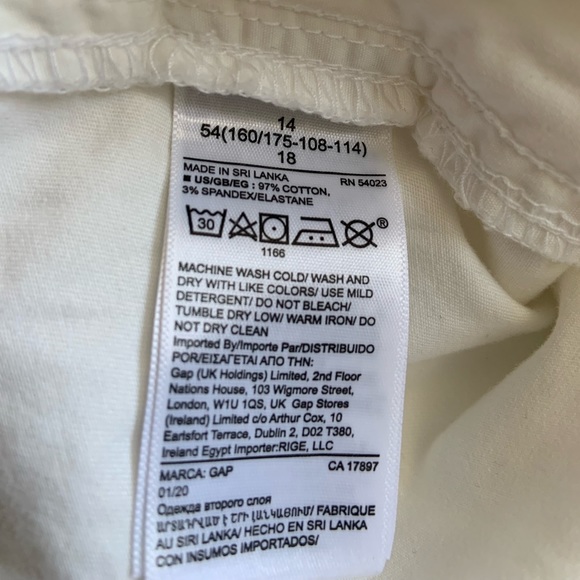 14
54(160/175-108-114)
18
MADE IN SRI LANKA RN 54023
■ US/GB/EG : 97% COTTON,
3% SPANDEX/ELASTANE
30
®
1166
MACHINE WASH COLD/ WASH AND
DRY WITH LIKE COLORS/ USE MILD
DETERGENT/ DO NOT BLEACH/
TUMBLE DRY LOW/ WARM IRON/ DO
NOT DRY CLEAN
Imported By/Importe Par/DISTRIBUIDO
POR/ΕΙΣΑΓΕΤΑΙ ΑΠΟ ΤΗΝ:
Gap (UK Holdings) Limited, 2nd Floor
Nations House, 103 Wigmore Street,
London, W1U 1QS, UK Gap Stores
(Ireland) Limited c/o Arthur Cox, 10
Earlsfort Terrace, Dublin 2, D02 T380,
Ireland Egypt Importer:RIGE, LLC
MARCA: GAP CA 17897
01/20
Одежда второго слоя
ԱՐՏԱԴՐՎԱԾ Է ՇՐԻ ԼԱՆԿԱՅՈՒՄ/ FABRIQUE
AU SRI LANKA/ HECHO EN SRI LANKA
CON INSUMOS IMPORTADOS/